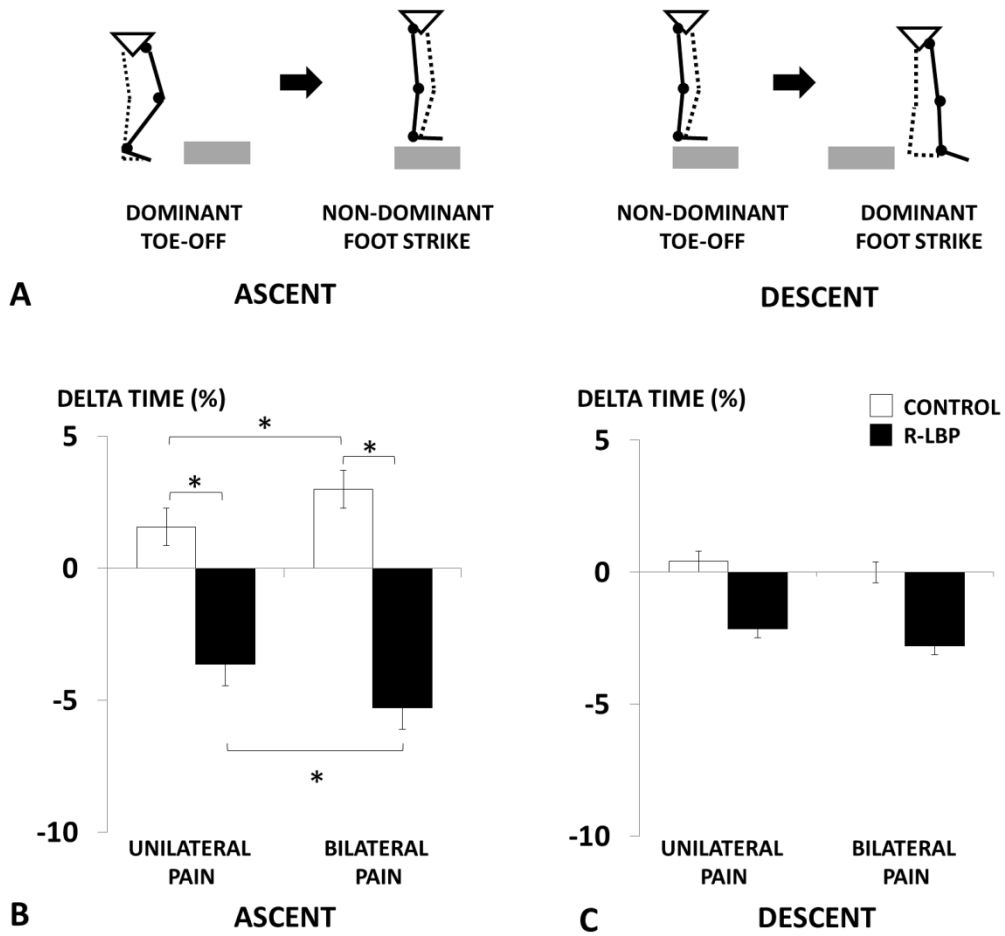 DOMINANT
TOE-OFF
NON-DOMINANT
FOOT STRIKE
NON-DOMINANT
TOE-OFF
DOMINANT
FOOT STRIKE
A
ASCENT
DESCENT
DELTA TIME (%)
5
0
-5
-10
*
*
*
*
UNILATERAL
PAIN
BILATERAL
PAIN
B
ASCENT
DELTA TIME (%)
CONTROL
R-LBP
5
0
-5
-10
UNILATERAL
PAIN
BILATERAL
PAIN
C
DESCENT